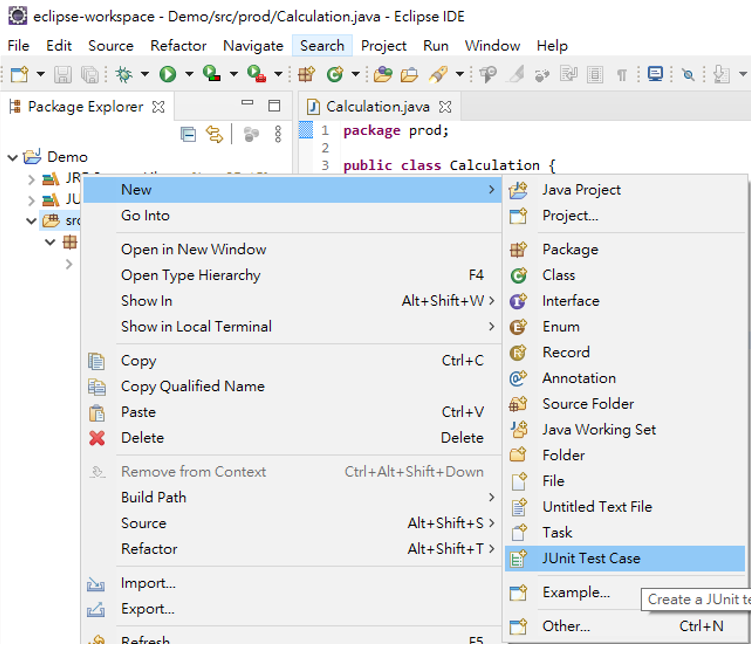 eclipse-workspace - Demo/src/prod/Calculation.java - Eclipse IDE
File Edit Source Refactor Navigate Search Project Run Window Help
Package Explorer
Calculation.java
1 package prod;
2
3 public class Calculation {
Demo
src
New
Go Into
Open in New Window
Open Type Hierarchy F4
Show In Alt+Shift+W >
Show in Local Terminal
Copy Ctrl+C
Copy Qualified Name
Paste Ctrl+V
Delete Delete
Remove from Context Ctrl+Alt+Shift+Down
Build Path
Source Alt+Shift+S >
Refactor Alt+Shift+T >
Import...
Export...
Refresh F5
Java Project
Project...
Package
Class
Interface
Enum
Record
Annotation
Source Folder
Java Working Set
Folder
File
Untitled Text File
Task
JUnit Test Case
Example...
Create a JUnit te
Other... Ctrl+N